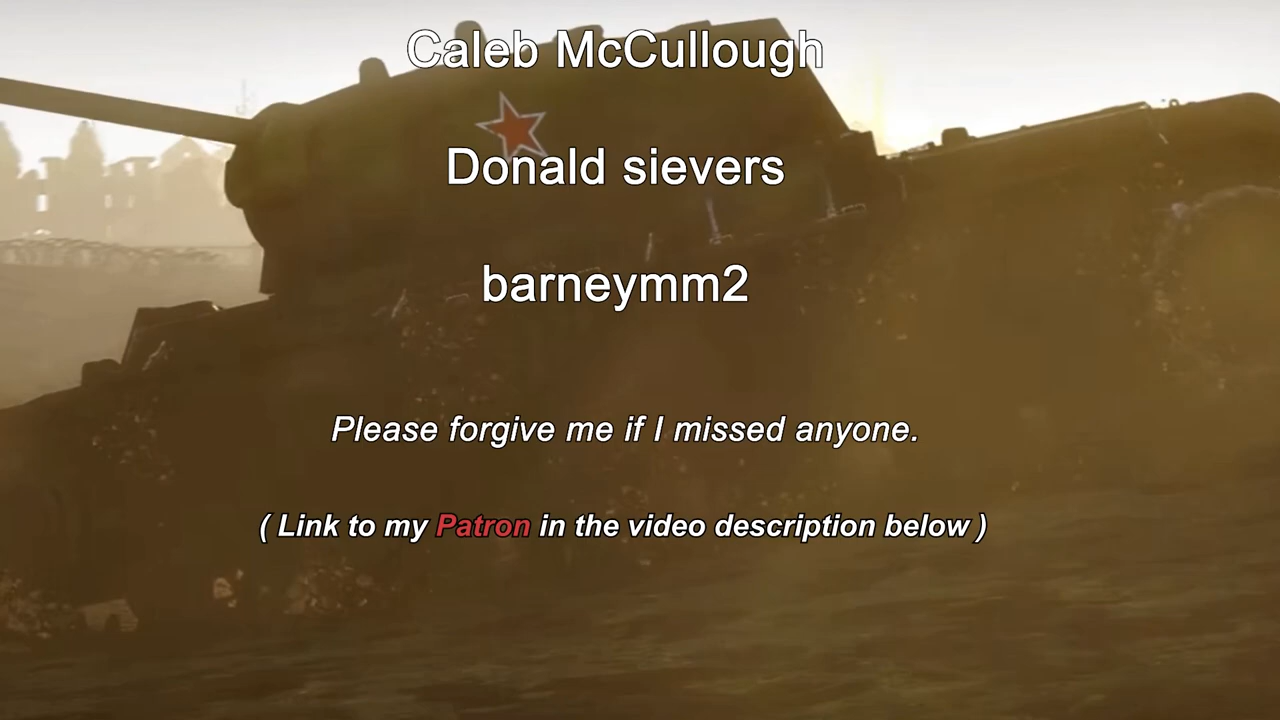 Caleb McCullough
Donald sievers
barneymm2
Please forgive me if I missed anyone.
( Link to my Patron in the video description below )